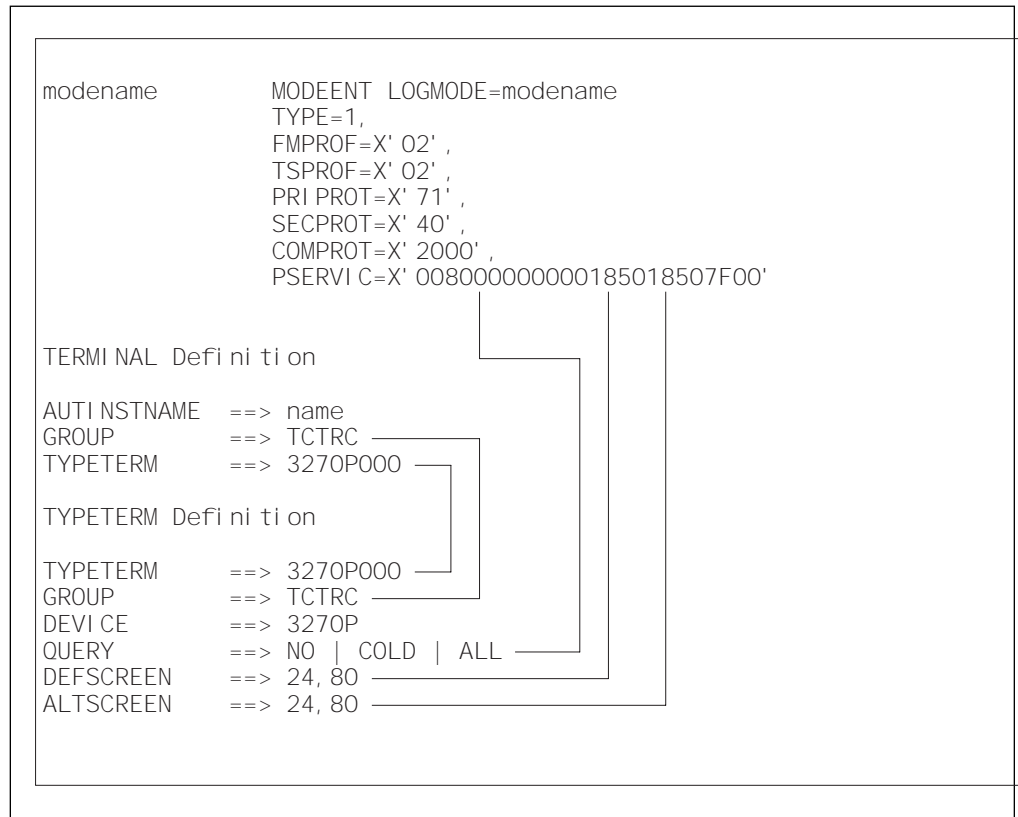 modename MODEENT LOGMODE=modename
TYPE=1,
FMPROF=X'02',
TSPROF=X'02',
PRIPROT=X'71',
SECPROT=X'40',
COMPROT=X'2000',
PSERVIC=X'008000000000185018507F00'
TERMINAL Definition
AUTINSTNAME ==> name
GROUP ==> TCTRC
TYPETERM ==> 3270P000
TYPETERM Definition
TYPETERM ==> 3270P000
GROUP ==> TCTRC
DEVICE ==> 3270P
QUERY ==> NO | COLD | ALL
DEFSCREEN ==> 24,80
ALTSCREEN ==> 24,80